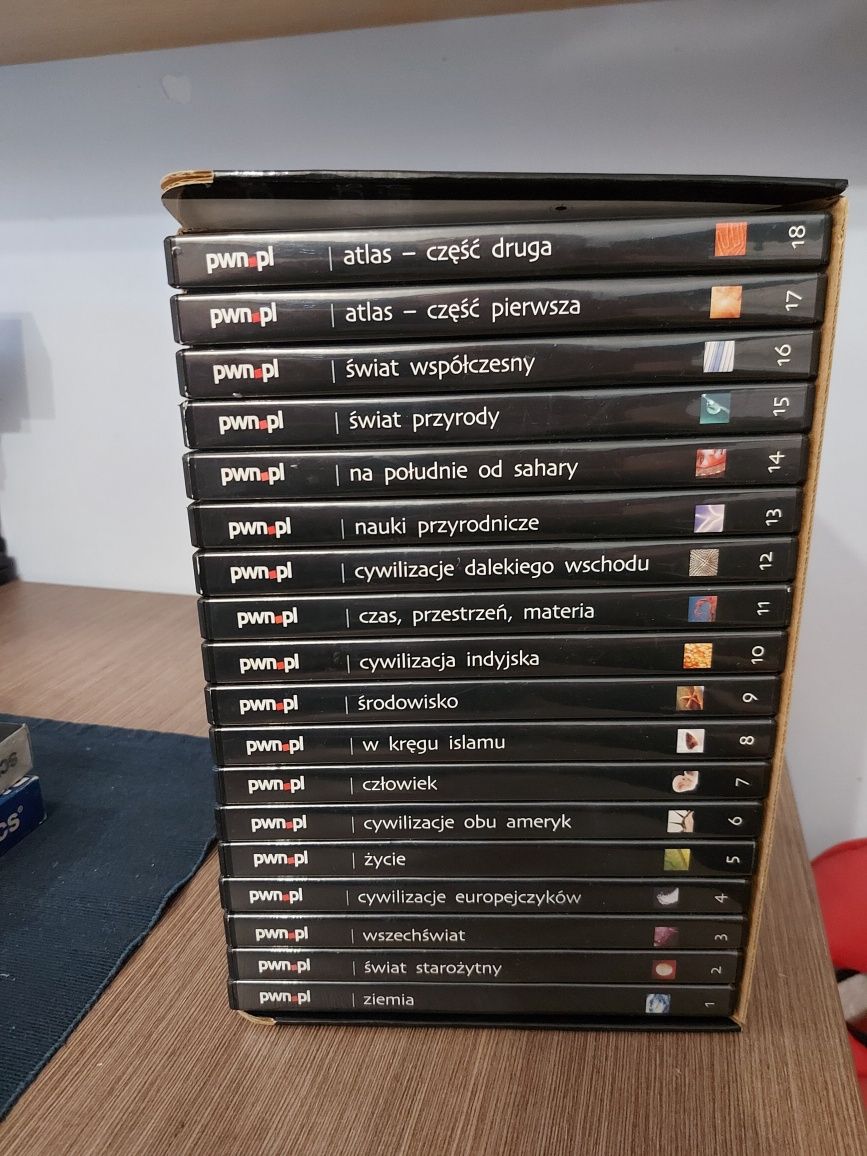 pwn.pl | atlas – część druga 18
pwn.pl | atlas – część pierwsza 17
pwn.pl | świat współczesny 16
pwn.pl | świat przyrody 15
pwn.pl | na południe od sahary 14
pwn.pl | nauki przyrodnicze 13
pwn.pl | cywilizacje dalekiego wschodu 12
pwn.pl | czas, przestrzeń, materia 11
pwn.pl | cywilizacja indyjska 10
pwn.pl | środowisko 9
pwn.pl | w kręgu islamu 8
pwn.pl | człowiek 7
pwn.pl | cywilizacje obu ameryk 6
pwn.pl | życie 5
pwn.pl | cywilizacje europejczyków 4
pwn.pl | wszechświat 3
pwn.pl | świat starożytny 2
pwn.pl | ziemia 1